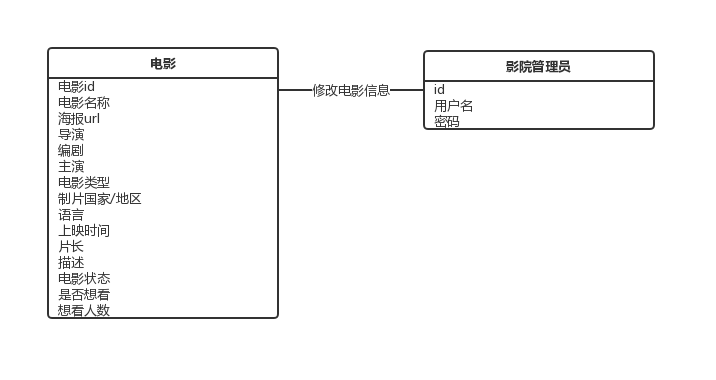 电影
电影id
电影名称
海报url
导演
编剧
主演
电影类型
制片国家/地区
语言
上映时间
片长
描述
电影状态
是否想看
想看人数
修改电影信息
影院管理员
id
用户名
密码